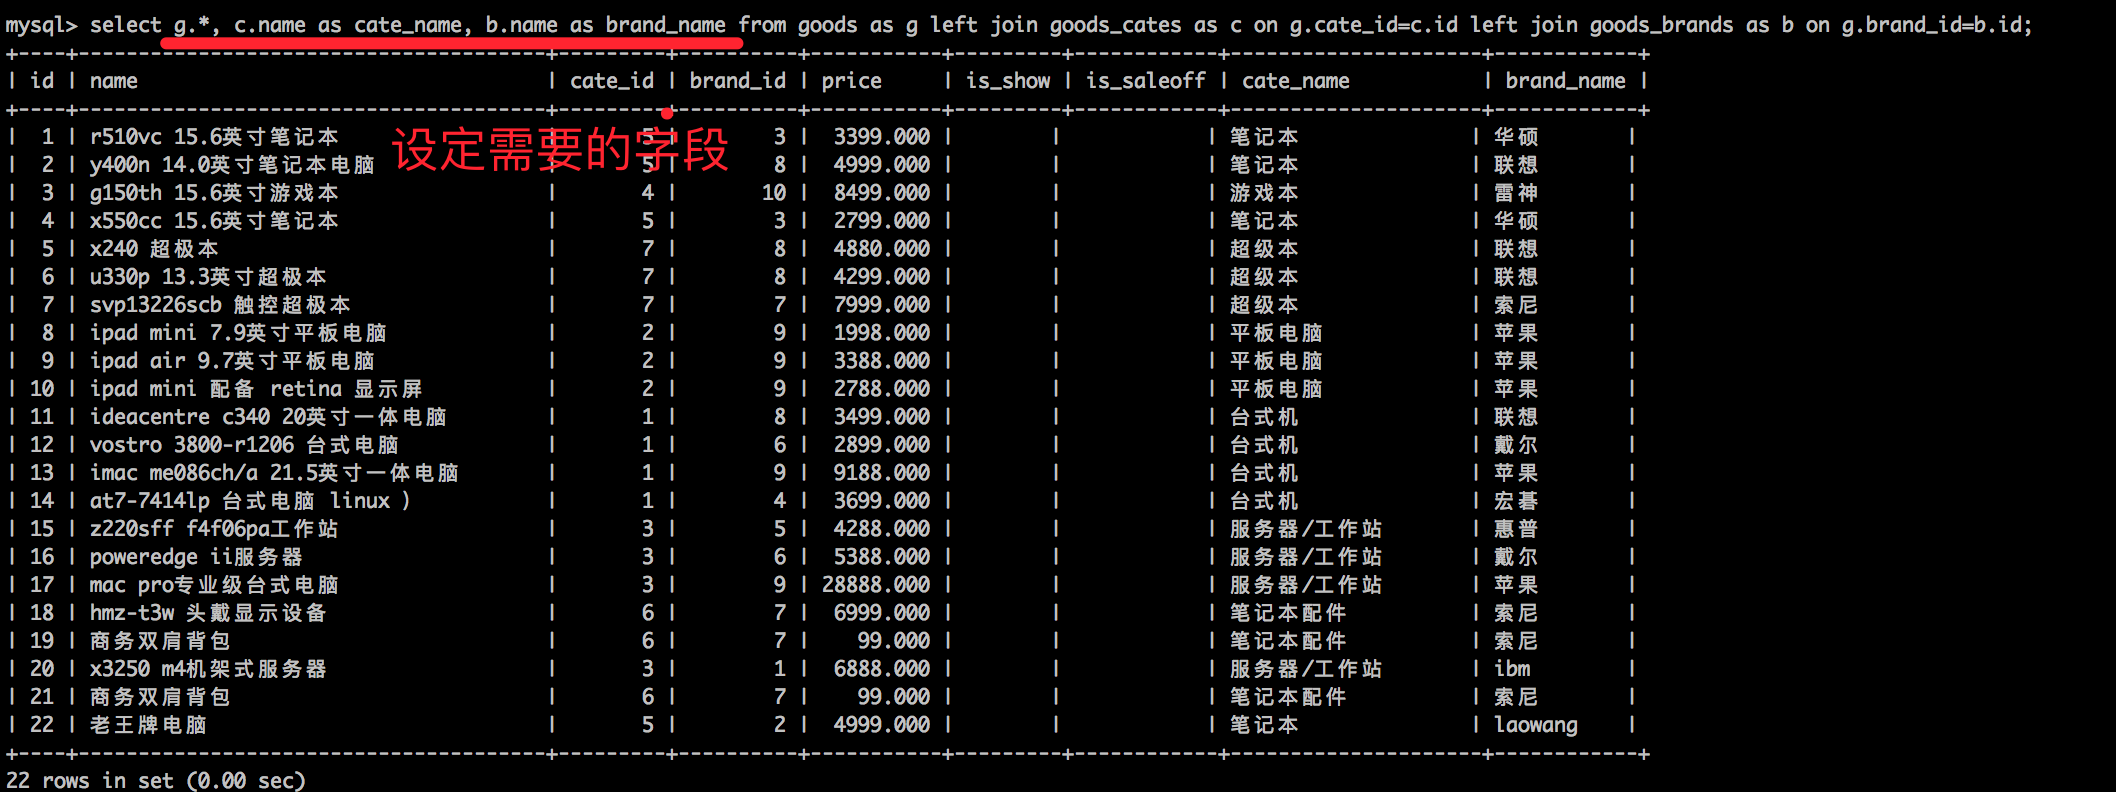 mysql> select g.*, c.name as cate_name, b.name as brand_name from goods as g left join goods_cates as c on g.cate_id=c.id left join goods_brands as b on g.brand_id=b.id;
+----+---------------------------------------+---------+----------+-----------+---------+------------+---------------------+------------+
| id | name | cate_id | brand_id | price | is_show | is_saleoff | cate_name | brand_name |
+----+---------------------------------------+---------+----------+-----------+---------+------------+---------------------+------------+
设定需要的字段
| 1 | r510vc 15.6英寸笔记本 | 5 | 3 | 3399.000 | | | 笔记本 | 华硕 |
| 2 | y400n 14.0英寸笔记本电脑 | 5 | 8 | 4999.000 | | | 笔记本 | 联想 |
| 3 | g150th 15.6英寸游戏本 | 4 | 10 | 8499.000 | | | 游戏本 | 雷神 |
| 4 | x550cc 15.6英寸笔记本 | 5 | 3 | 2799.000 | | | 笔记本 | 华硕 |
| 5 | x240 超极本 | 7 | 8 | 4880.000 | | | 超级本 | 联想 |
| 6 | u330p 13.3英寸超极本 | 7 | 8 | 4299.000 | | | 超级本 | 联想 |
| 7 | svp13226scb 触控超极本 | 7 | 7 | 7999.000 | | | 超级本 | 索尼 |
| 8 | ipad mini 7.9英寸平板电脑 | 2 | 9 | 1998.000 | | | 平板电脑 | 苹果 |
| 9 | ipad air 9.7英寸平板电脑 | 2 | 9 | 3388.000 | | | 平板电脑 | 苹果 |
| 10 | ipad mini 配备 retina 显示屏 | 2 | 9 | 2788.000 | | | 平板电脑 | 苹果 |
| 11 | ideacentre c340 20英寸一体电脑 | 1 | 8 | 3499.000 | | | 台式机 | 联想 |
| 12 | vostro 3800-r1206 台式电脑 | 1 | 6 | 2899.000 | | | 台式机 | 戴尔 |
| 13 | imac me086ch/a 21.5英寸一体电脑 | 1 | 9 | 9188.000 | | | 台式机 | 苹果 |
| 14 | at7-7414lp 台式电脑 linux ) | 1 | 4 | 3699.000 | | | 台式机 | 宏碁 |
| 15 | z220sff f4f06pa工作站 | 3 | 5 | 4288.000 | | | 服务器/工作站 | 惠普 |
| 16 | poweredge ii服务器 | 3 | 6 | 5388.000 | | | 服务器/工作站 | 戴尔 |
| 17 | mac pro专业级台式电脑 | 3 | 9 | 28888.000 | | | 服务器/工作站 | 苹果 |
| 18 | hmz-t3w 头戴显示设备 | 6 | 7 | 6999.000 | | | 笔记本配件 | 索尼 |
| 19 | 商务双肩背包 | 6 | 7 | 99.000 | | | 笔记本配件 | 索尼 |
| 20 | x3250 m4机架式服务器 | 3 | 1 | 6888.000 | | | 服务器/工作站 | ibm |
| 21 | 商务双肩背包 | 6 | 7 | 99.000 | | | 笔记本配件 | 索尼 |
| 22 | 老王牌电脑 | 5 | 2 | 4999.000 | | | 笔记本 | laowang |
+----+---------------------------------------+---------+----------+-----------+---------+------------+---------------------+------------+
22 rows in set (0.00 sec)